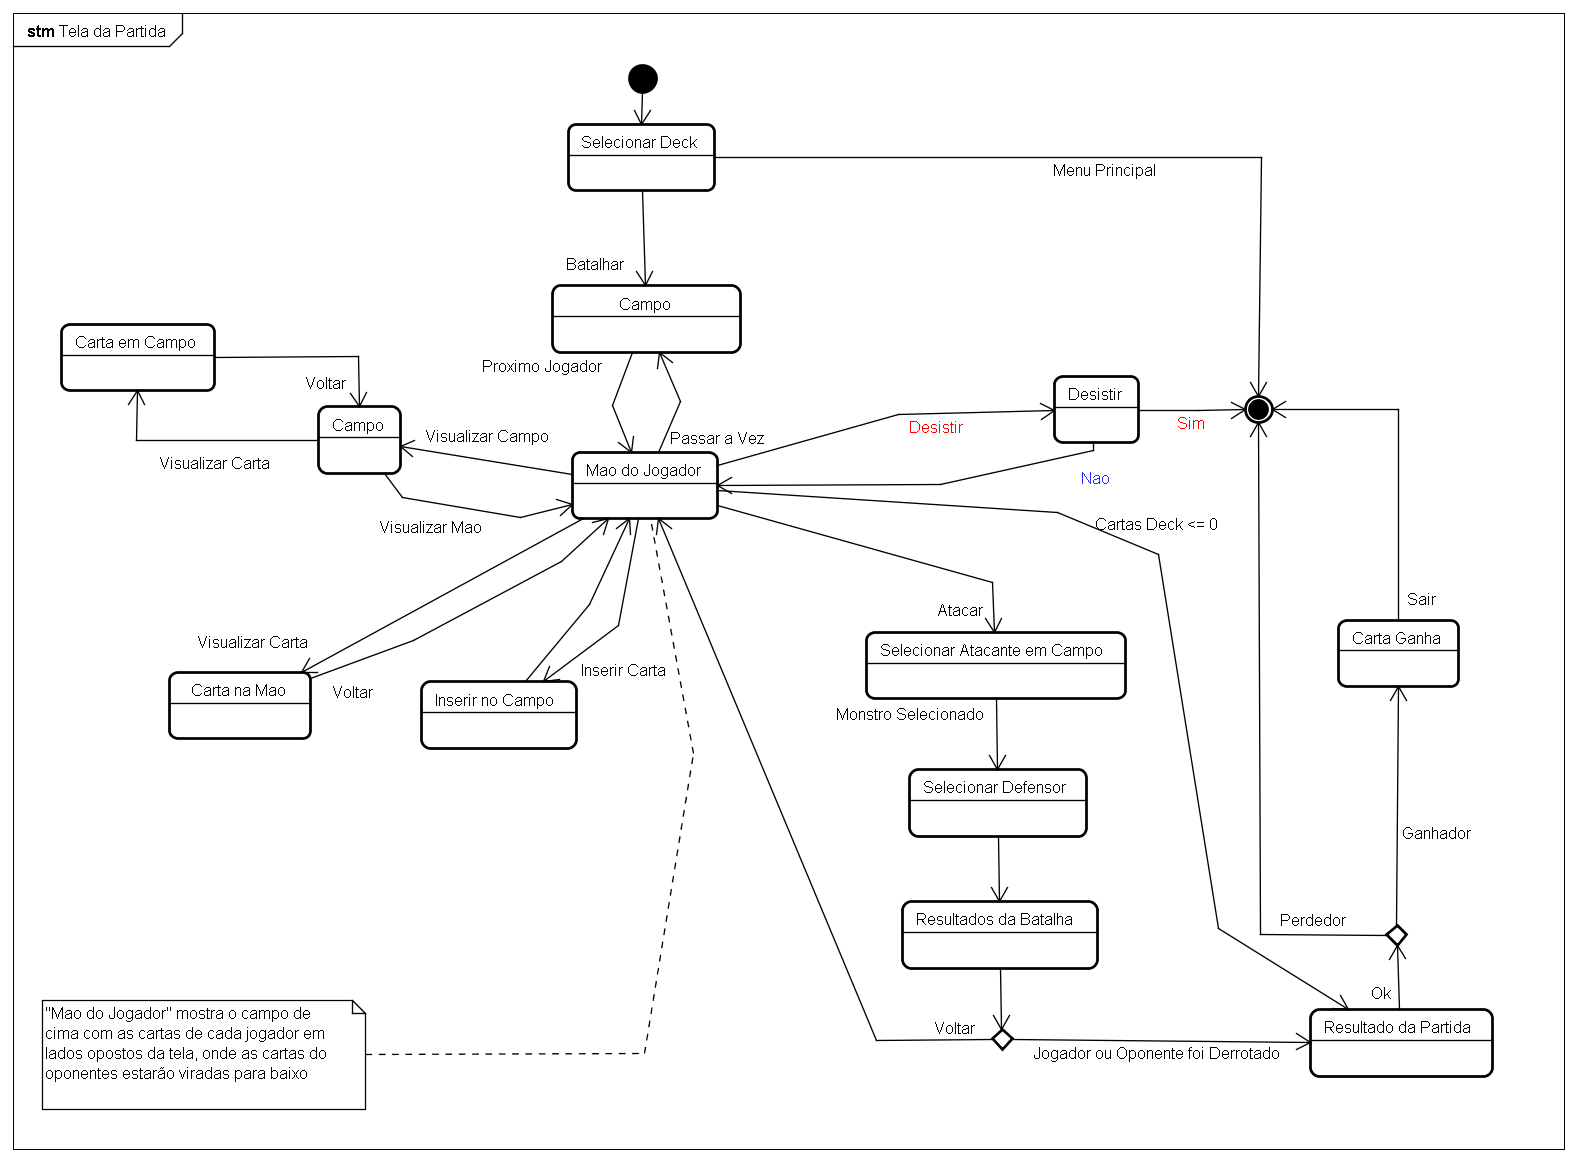 stm Tela da Partida
Selecionar Deck
Menu Principal
Batalhar
Campo
Carta em Campo
Proximo Jogador
Voltar
Desistir
Campo
Visualizar Campo
Passar a Vez
Desistir
Sim
Visualizar Carta
Mao do Jogador
Nao
Visualizar Mao
Cartas Deck <= 0
Atacar
Sair
Visualizar Carta
Selecionar Atacante em Campo
Carta Ganha
Inserir Carta
Carta na Mao
Voltar
Inserir no Campo
Monstro Selecionado
Selecionar Defensor
Ganhador
Resultados da Batalha
Perdedor
Ok
"Mao do Jogador" mostra o campo de
cima com as cartas de cada jogador em
lados opostos da tela, onde as cartas do
oponentes estarão viradas para baixo
Voltar
Resultado da Partida
Jogador ou Oponente foi Derrotado